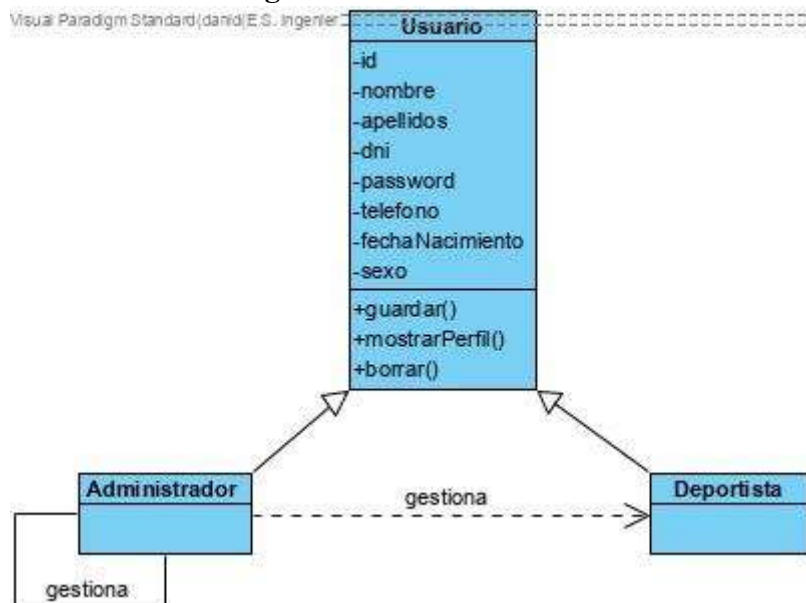 Visual Paradigm Standard(danid(E.S. Ingenier
Usuario
-id
-nombre
-apellidos
-dni
-password
-telefono
-fechaNacimiento
-sexo
+guardar()
+mostrarPerfil()
+borrar()
Administrador
gestiona
Deportista
gestiona